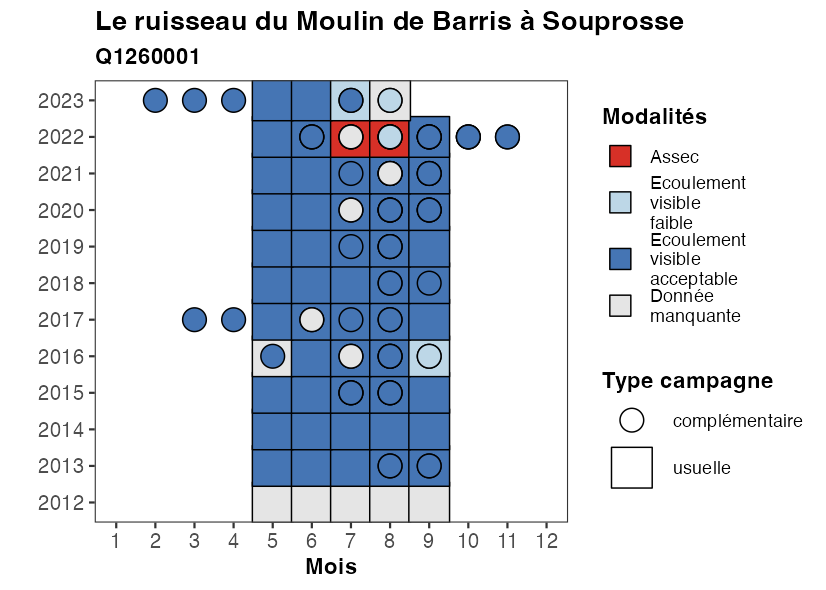 Le ruisseau du Moulin de Barris à Souprosse
Q1260001
2023
2022
2021
2020
2019
2018
2017
2016
2015
2014
2013
2012
1 2 3 4 5 6 7 8 9 10 11 12
Mois
Modalités
Assec
Ecoulement
visible
faible
Ecoulement
visible
acceptable
Donnée
manquante
Type campagne
complémentaire
usuelle